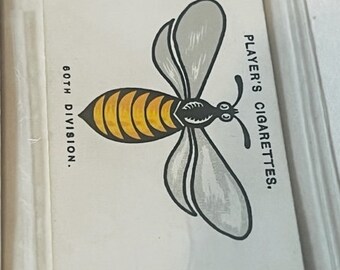 PLAYER'S CIGARETTES.
60TH DIVISION.